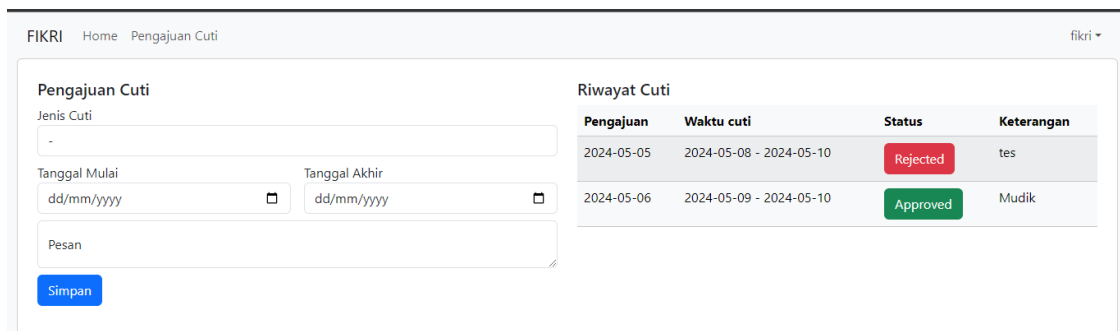 FIKRI Home Pengajuan Cuti fikri
Pengajuan Cuti
Jenis Cuti
-
Tanggal Mulai Tanggal Akhir
dd/mm/yyyy dd/mm/yyyy
Pesan
Simpan
Riwayat Cuti
Pengajuan Waktu cuti Status Keterangan
2024-05-05 2024-05-08 - 2024-05-10 Rejected tes
2024-05-06 2024-05-09 - 2024-05-10 Approved Mudik